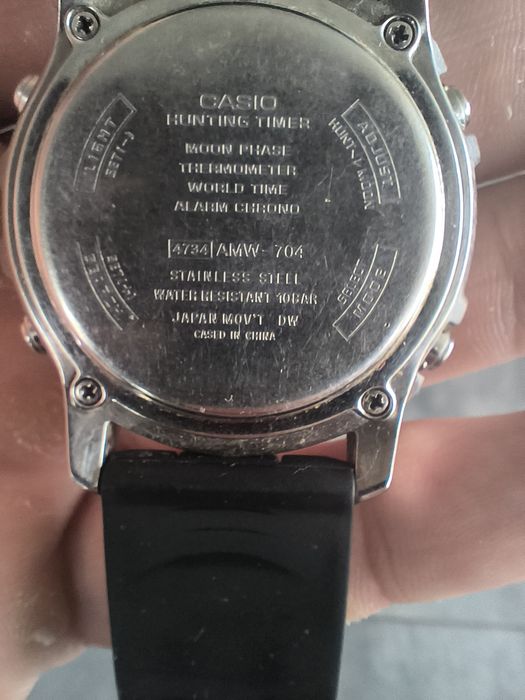 CASIO
HUNTING TIMER
MOON PHASE
THERMOMETER
WORLD TIME
ALARM CHRONO
4734 AMW-704
STAINLESS STEEL
WATER RESISTANT 10BAR
JAPAN MOV'T DW
CASED IN CHINA
LIGHT
ADJUST
HUNT-J/MOON
SELECT
MODE